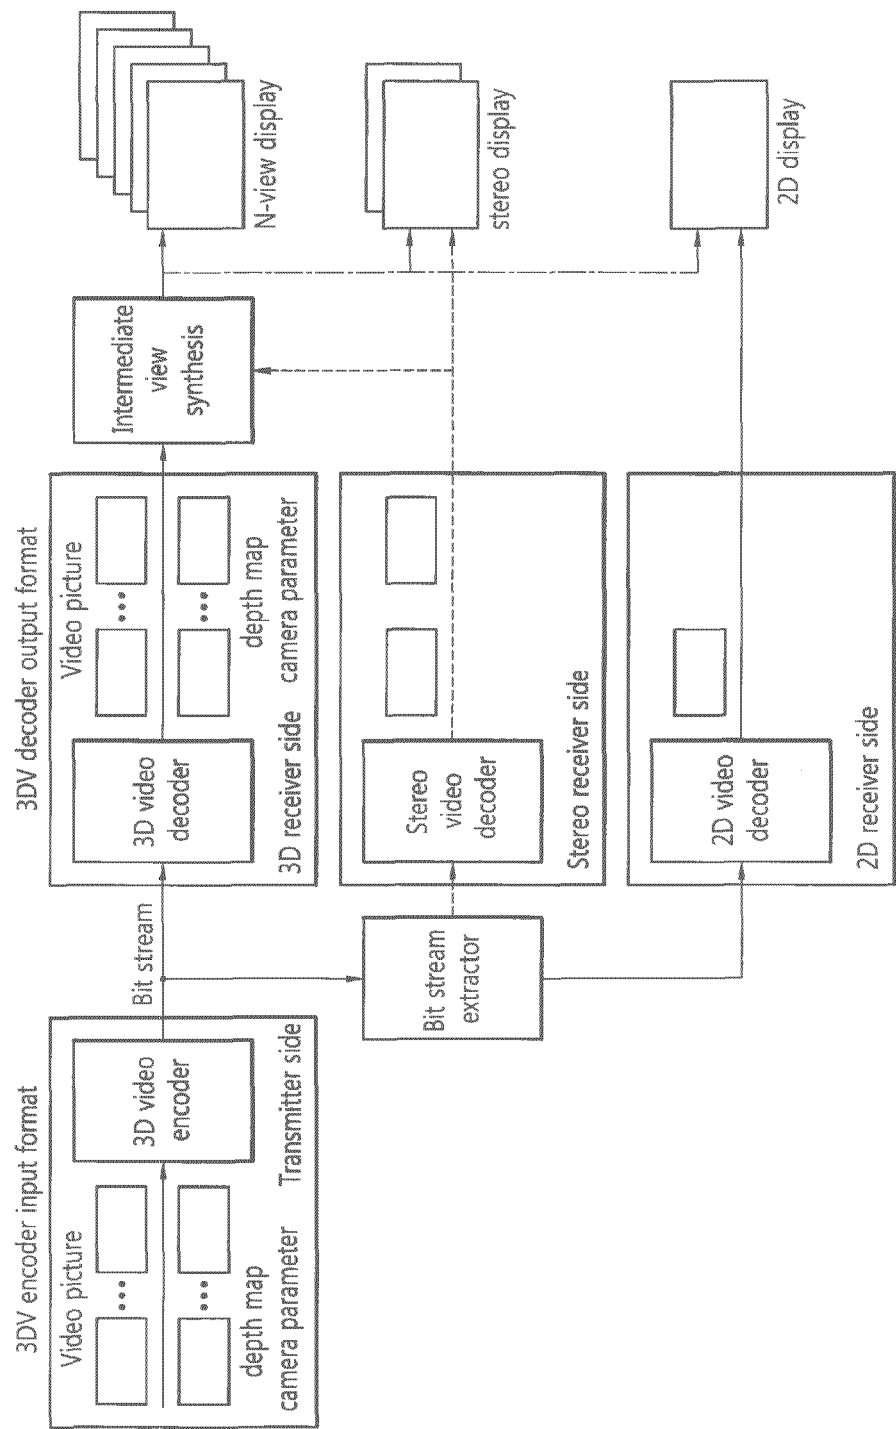 3DV encoder input format
Video picture
3D video
encoder
depth map
camera parameter
Transmitter side
Bit stream
Bit stream
extractor
3DV decoder output format
3D video
decoder
Video picture
depth map
camera parameter
3D receiver side
Stereo
video
decoder
Stereo receiver side
2D video
decoder
2D receiver side
Intermediate
view
synthesis
N-view display
stereo display
2D display